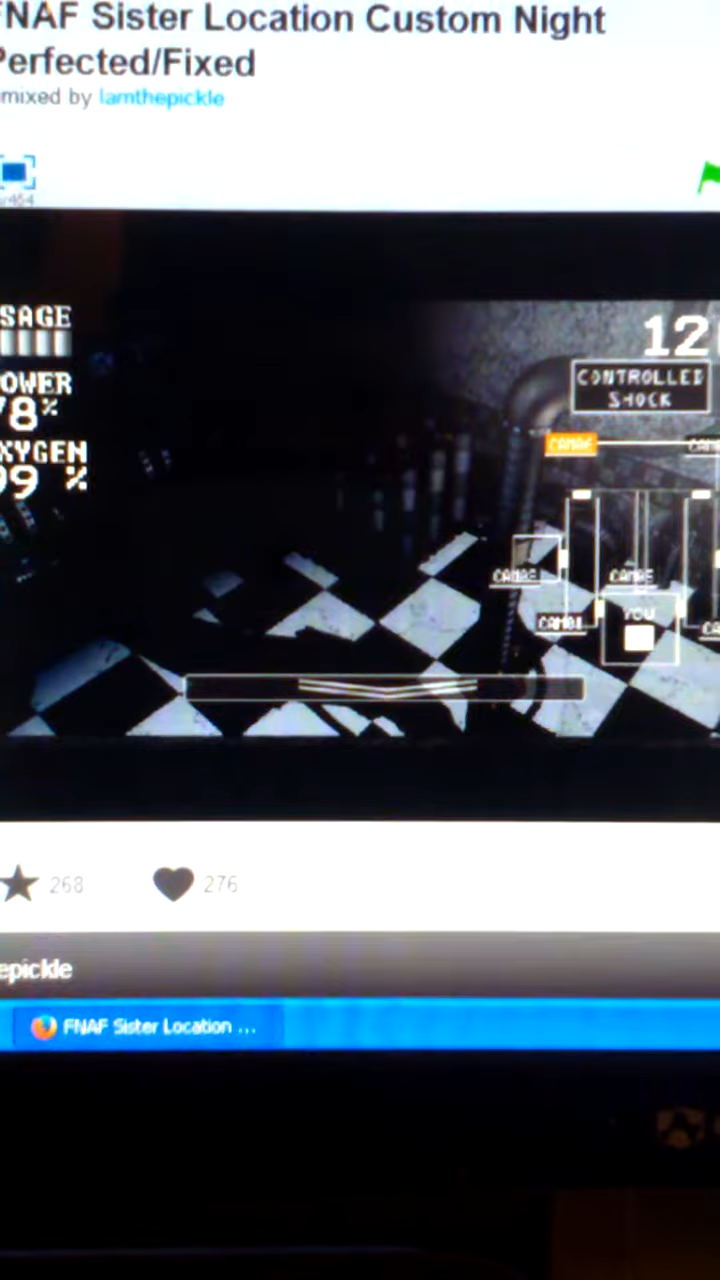 FNAF Sister Location Custom Night
Perfected/Fixed
mixed by Iamthepickle
v454
SAGE
12
OWER
78%
CONTROLLED
SHOCK
XYGEN
99 %
YOU
268
276
epickle
FNAF Sister Location ...